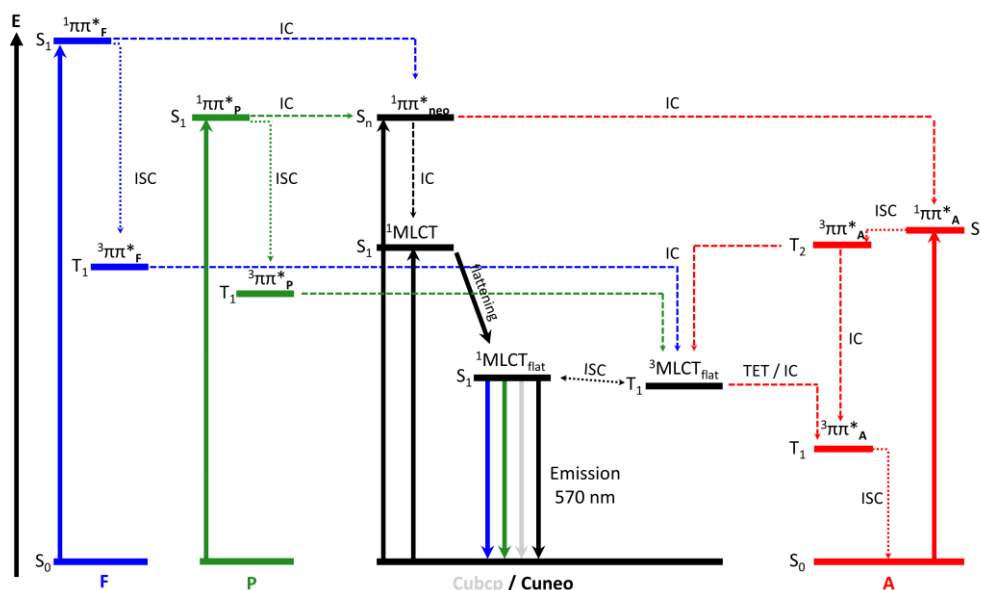 E
¹ππ*F
S₁
IC
¹ππ*P
S₁
IC
¹ππ*neo
Sₙ
IC
ISC
ISC
IC
¹MLCT
S₁
flattening
³ππ*A
T₂
ISC
¹ππ*A
S
³ππ*F
T₁
IC
³ππ*P
T₁
IC
¹MLCTflat
S₁
ISC
³MLCTflat
T₁
TET / IC
³ππ*A
T₁
ISC
Emission
570 nm
S₀
S₀
F
P
Cubcp / Cuneo
A